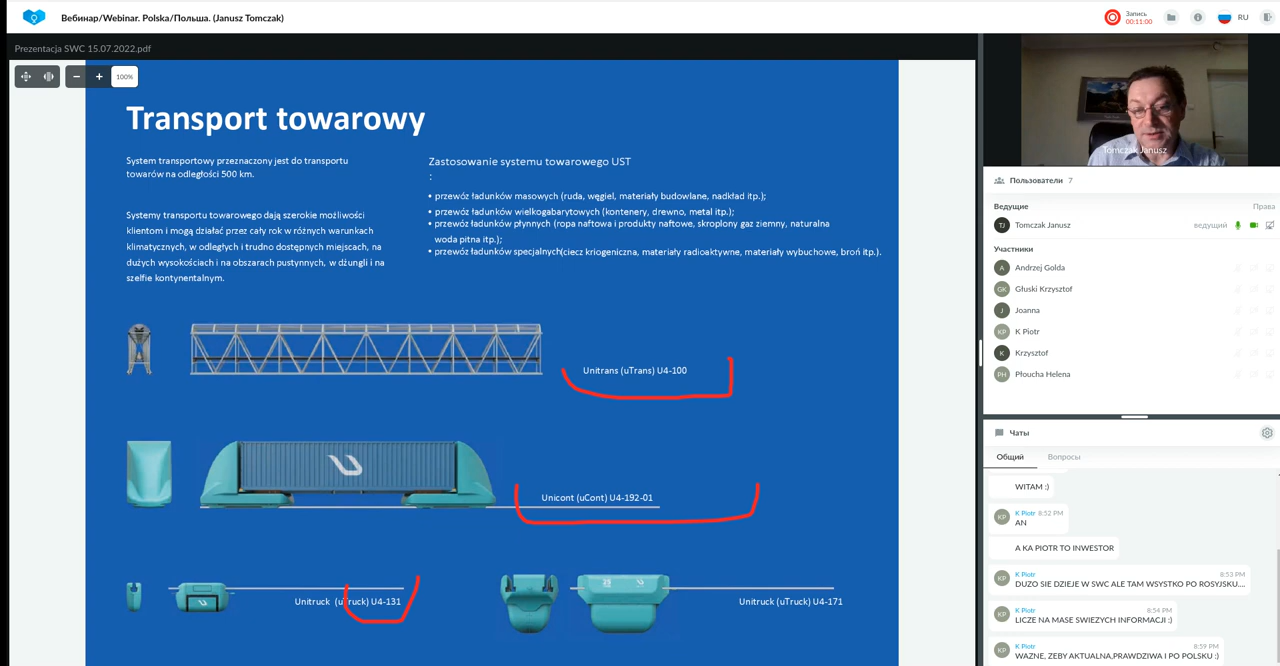 Вебинар/Webinar. Polska/Польша. (Janusz Tomczak)
Запись
00:11:00
RU
Prezentacja SWC 15.07.2022.pdf
100%
Transport towarowy
System transportowy przeznaczony jest do transportu
towarów na odległości 500 km.
Systemy transportu towarowego dają szerokie możliwości
klientom i mogą działać przez cały rok w różnych warunkach
klimatycznych, w odległych i trudno dostępnych miejscach, na
dużych wysokościach i na obszarach pustynnych, w dżungli i na
szelfie kontynentalnym.
Zastosowanie systemu towarowego UST
:
• przewóz ładunków masowych (ruda, węgiel, materiały budowlane, nadkład itp.);
• przewóz ładunków wielkogabarytowych (kontenery, drewno, metal itp.);
• przewóz ładunków płynnych (ropa naftowa i produkty naftowe, skroplony gaz ziemny, naturalna
woda pitna itp.);
• przewóz ładunków specjalnych(ciecz kriogeniczna, materiały radioaktywne, materiały wybuchowe, broń itp.).
Unitrans (uTrans) U4-100
Unicont (uCont) U4-192-01
Unitruck (uTruck) U4-131
Unitruck (uTruck) U4-171
Tomczak Janusz
Пользователи 7
Ведущие Права
TJ Tomczak Janusz ведущий
Участники
A Andrzej Golda
GK Głuski Krzysztof
J Joanna
KP K Piotr
K Krzysztof
PH Płoucha Helena
Чаты
Общий Вопросы
WITAM :)
KP K Piotr 8:52 PM
AN
A KA PIOTR TO INWESTOR
KP K Piotr 8:53 PM
DUZO SIE DZIEJE W SWC ALE TAM WSYSTKO PO ROSYJSKU....
KP K Piotr 8:54 PM
LICZE NA MASE SWIEZYCH INFORMACJI :)
KP K Piotr 8:59 PM
WAZNE, ZEBY AKTUALNA,PRAWDZIWA I PO POLSKU :)